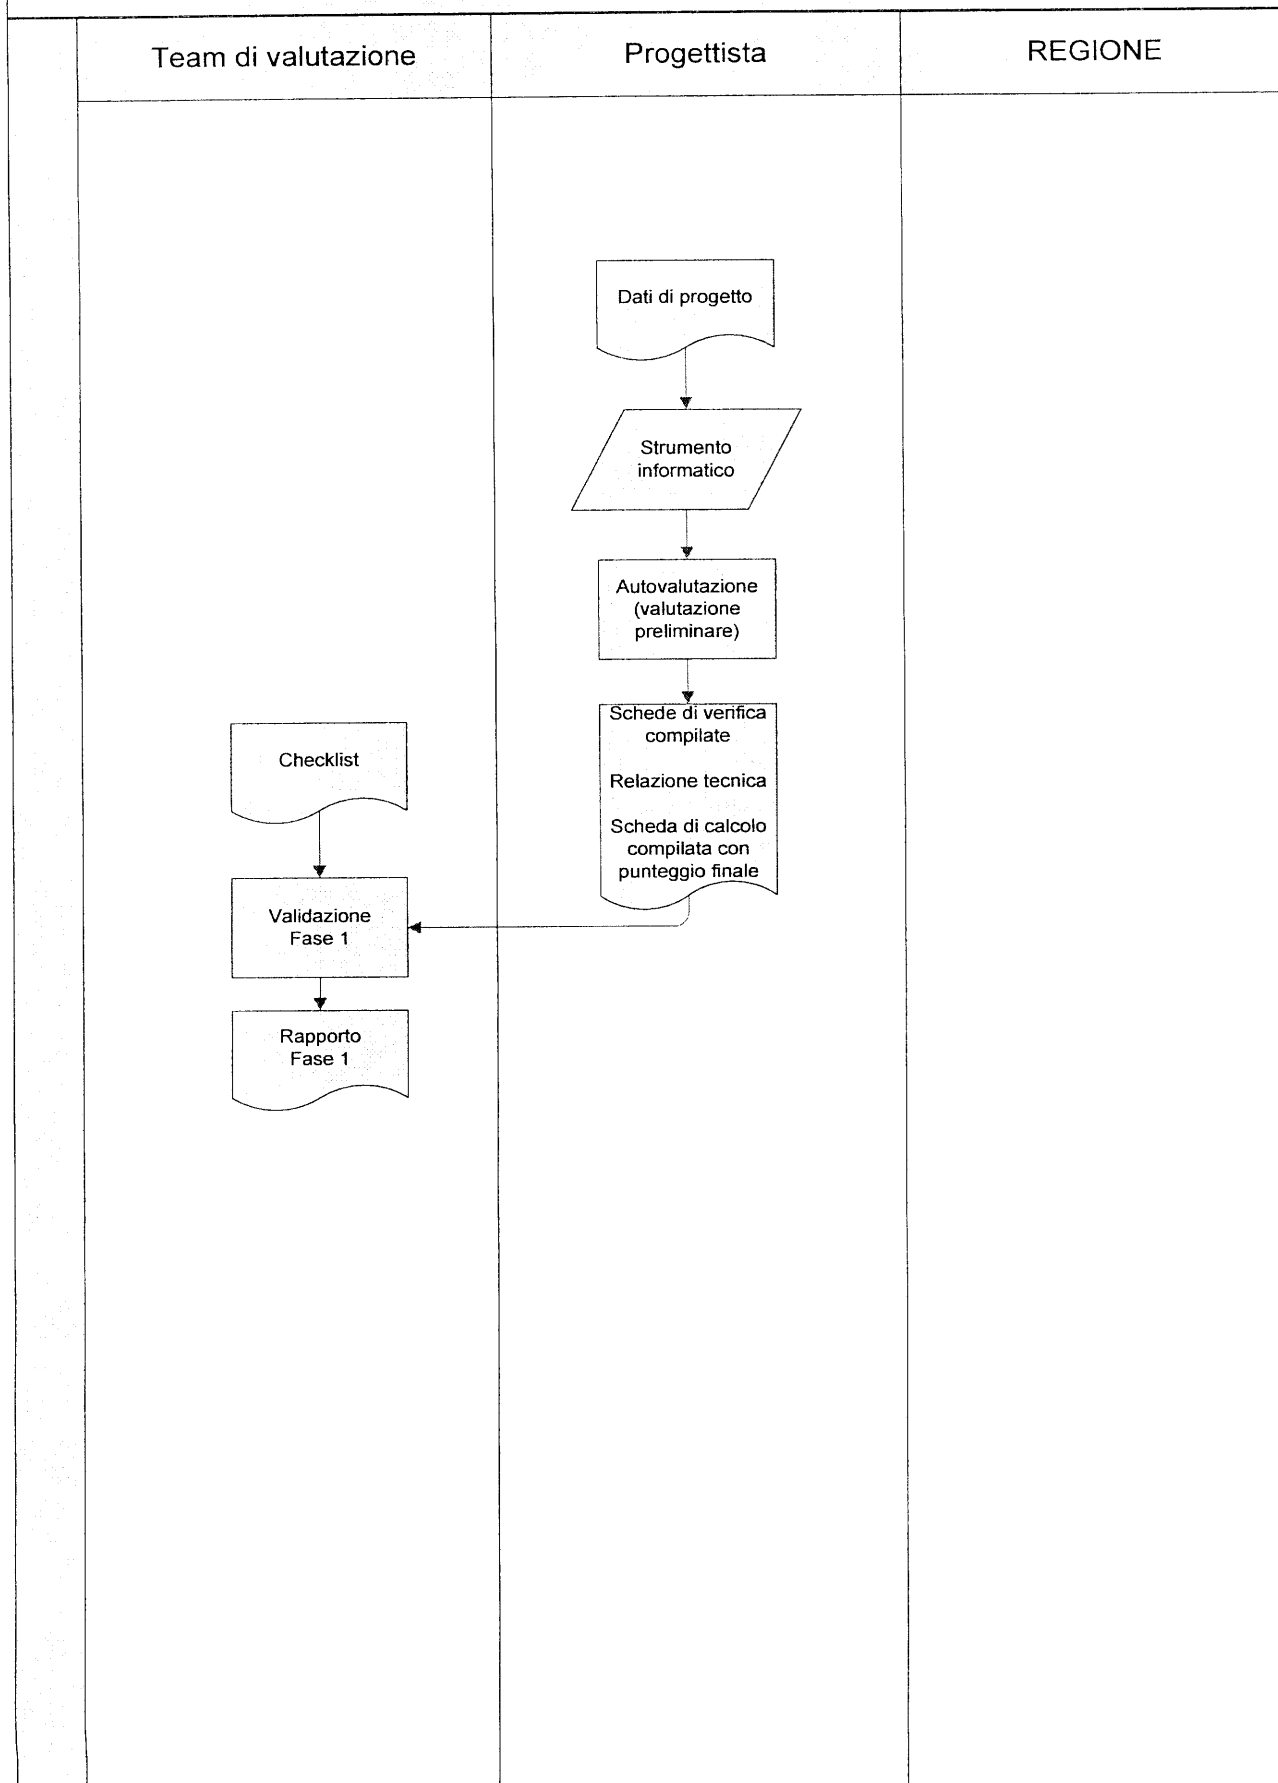 Team di valutazione
Progettista
REGIONE
Dati di progetto
Strumento
informatico
Autovalutazione
(valutazione
preliminare)
Schede di verifica
compilate
Relazione tecnica
Scheda di calcolo
compilata con
punteggio finale
Checklist
Validazione
Fase 1
Rapporto
Fase 1